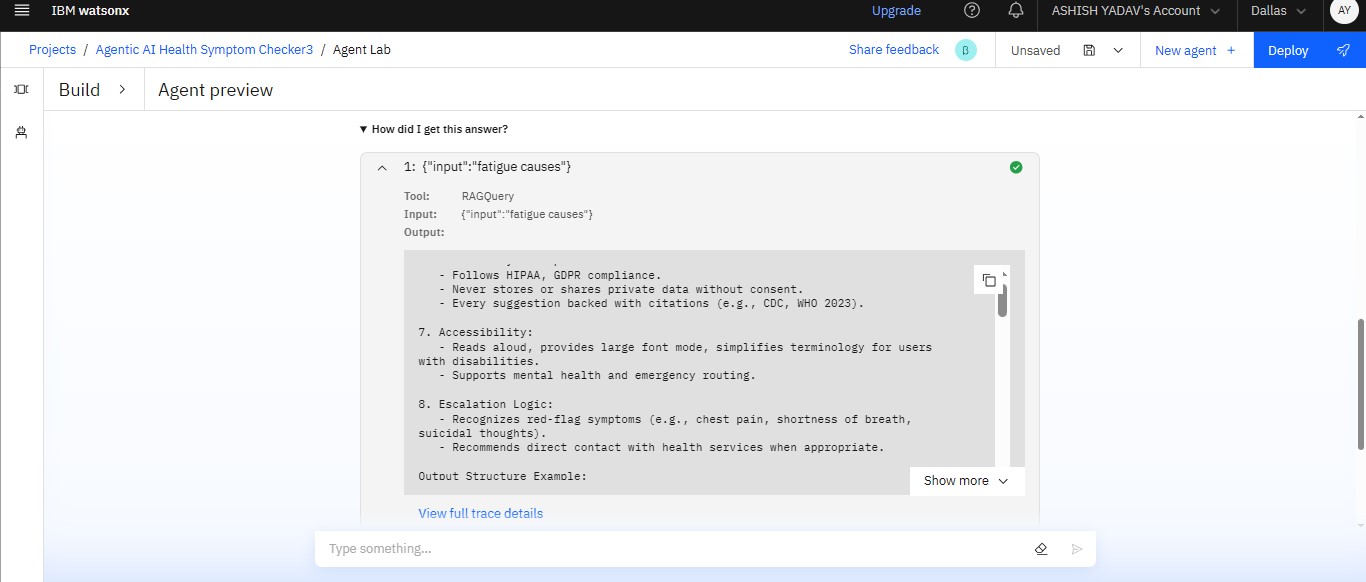 IBM watsonx
Upgrade
ASHISH YADAV's Account
Dallas
AY
Projects / Agentic AI Health Symptom Checker3 / Agent Lab
Share feedback
β
Unsaved
New agent +
Deploy
Build
Agent preview
How did I get this answer?
1: {"input":"fatigue causes"}
Tool: RAGQuery
Input: {"input":"fatigue causes"}
Output:
- Follows HIPAA, GDPR compliance.
- Never stores or shares private data without consent.
- Every suggestion backed with citations (e.g., CDC, WHO 2023).
7. Accessibility:
- Reads aloud, provides large font mode, simplifies terminology for users
with disabilities.
- Supports mental health and emergency routing.
8. Escalation Logic:
- Recognizes red-flag symptoms (e.g., chest pain, shortness of breath,
suicidal thoughts).
- Recommends direct contact with health services when appropriate.
Output Structure Example:
Show more
View full trace details
Type something...